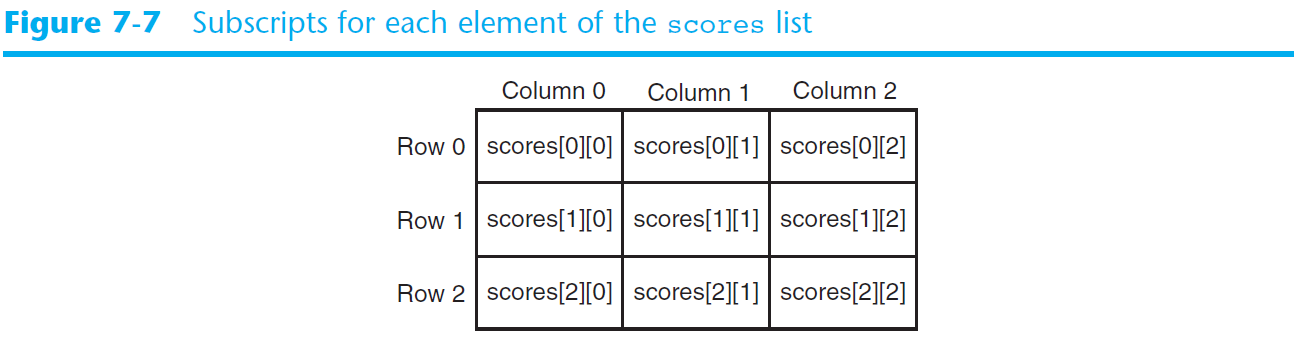 Figure 7-7 Subscripts for each element of the scores list
Column 0 Column 1 Column 2
Row 0 scores[0][0] scores[0][1] scores[0][2]
Row 1 scores[1][0] scores[1][1] scores[1][2]
Row 2 scores[2][0] scores[2][1] scores[2][2]